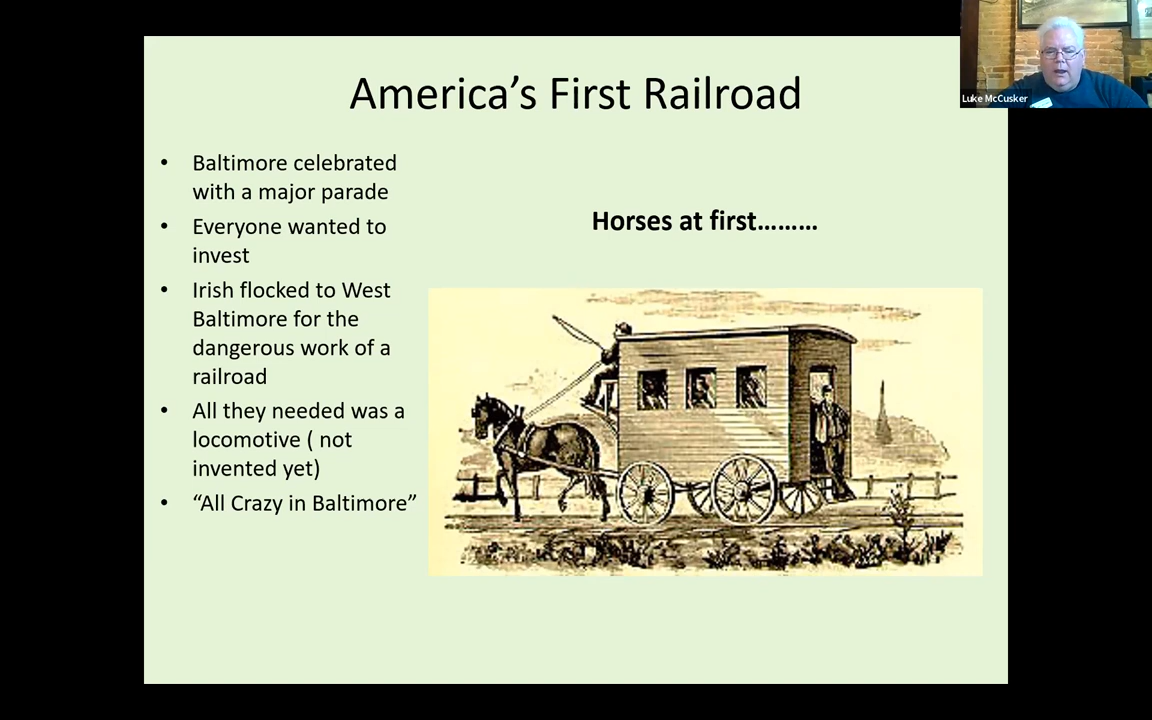 America’s First Railroad
• Baltimore celebrated
with a major parade
• Everyone wanted to
invest
• Irish flocked to West
Baltimore for the
dangerous work of a
railroad
• All they needed was a
locomotive ( not
invented yet)
• “All Crazy in Baltimore”
Horses at first………
Luke McCusker